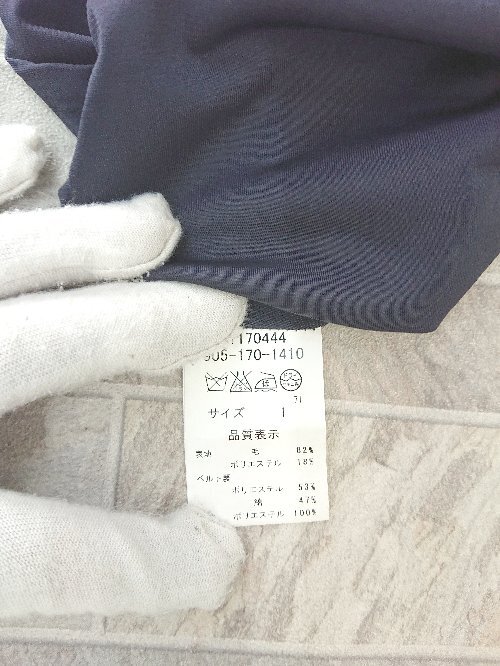 1170444
905-170-1410
71
サイズ 1
品質表示
表地 毛 82%
ポリエステル 18%
ベルト裏
ポリエステル 53%
綿 47%
ポリエステル 100%